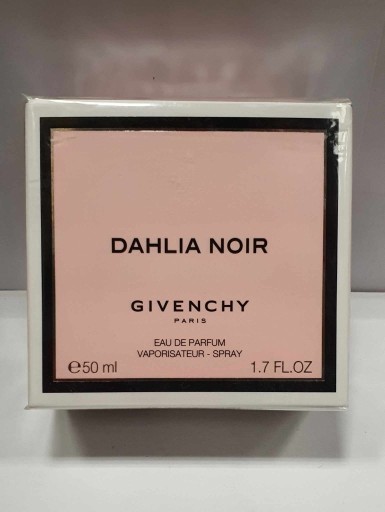 DAHLIA NOIR
GIVENCHY
PARIS
EAU DE PARFUM
VAPORISATEUR - SPRAY
℮50 ml 1.7 FL.OZ